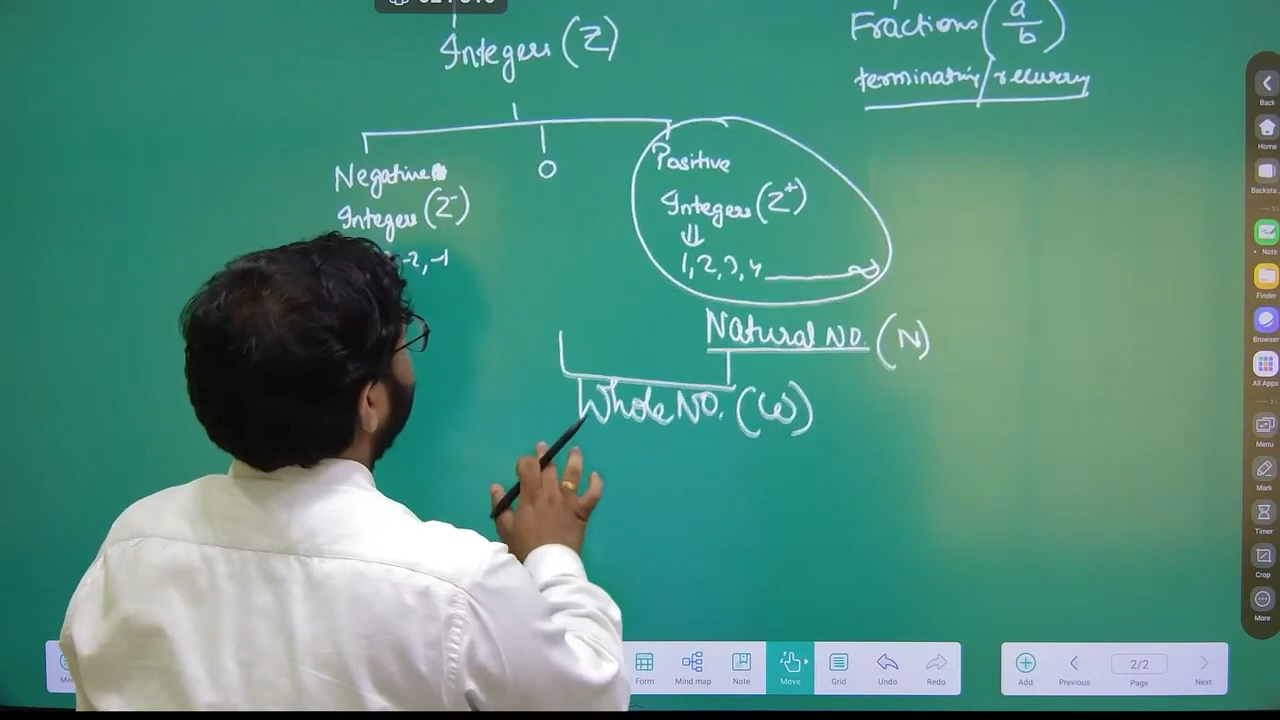 Integers (Z)
Fractions (a/b)
terminating/recurring
Negative
Integers (Z⁻)
-2, -1
0
Positive
Integers (Z⁺)
⇓
1, 2, 3, 4
Natural NO. (N)
Whole NO. (W)
Back
Home
Backsta...
Note
Finder
Browser
All Apps
Menu
Mark
Timer
Crop
More
Form
Mind map
Note
Move
Grid
Undo
Redo
Add
Previous
2/2
Page
Next